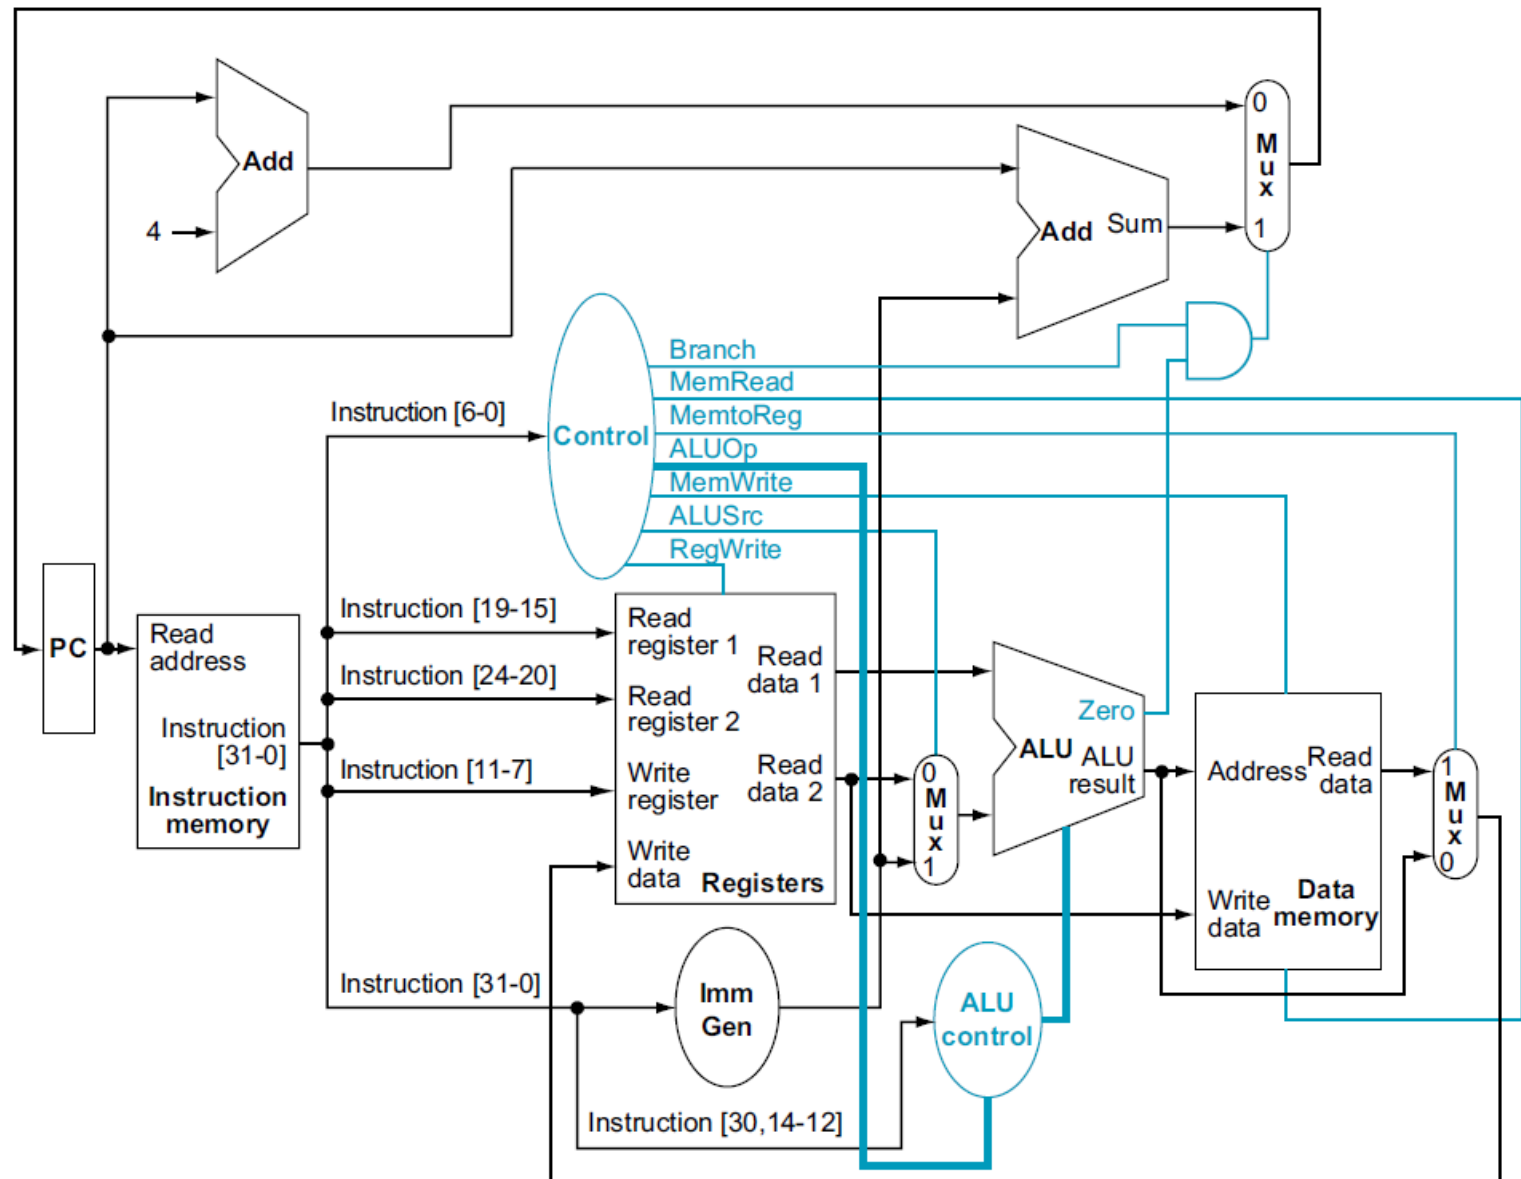 Add
4
0
M
u
x
1
Add Sum
Branch
MemRead
MemtoReg
ALUOp
MemWrite
ALUSrc
RegWrite
Control
Instruction [6-0]
PC
Read
address
Instruction
[31-0]
Instruction
memory
Instruction [19-15]
Instruction [24-20]
Instruction [11-7]
Instruction [31-0]
Read
register 1
Read
register 2
Write
register
Write
data
Read
data 1
Read
data 2
Registers
0
M
u
x
1
Zero
ALU
ALU
result
Address
Read
data
Write
data
Data
memory
1
M
u
x
0
Imm
Gen
ALU
control
Instruction [30,14-12]